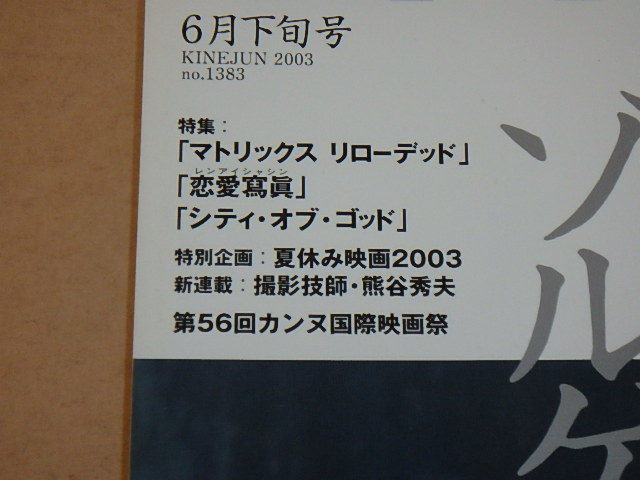 6月下旬号
KINEJUN 2003
no.1383
特集：
「マトリックス リローデッド」
レンアイシャシン
「恋愛寫眞」
「シティ・オブ・ゴッド」
特別企画：夏休み映画2003
新連載：撮影技師・熊谷秀夫
第56回カンヌ国際映画祭
ゾルゲ